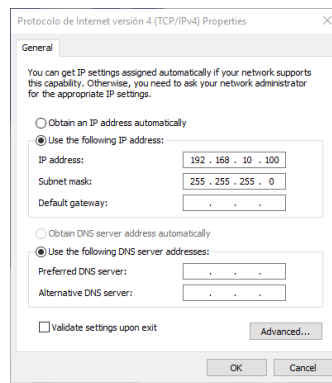 Protocolo de Internet versión 4 (TCP/IPv4) Properties
General
You can get IP settings assigned automatically if your network supports
this capability. Otherwise, you need to ask your network administrator
for the appropriate IP settings.
Obtain an IP address automatically
Use the following IP address:
IP address: 192 . 168 . 10 . 100
Subnet mask: 255 . 255 . 255 . 0
Default gateway: . . .
Obtain DNS server address automatically
Use the following DNS server addresses:
Preferred DNS server: . . .
Alternative DNS server: . . .
Validate settings upon exit
Advanced...
OK Cancel